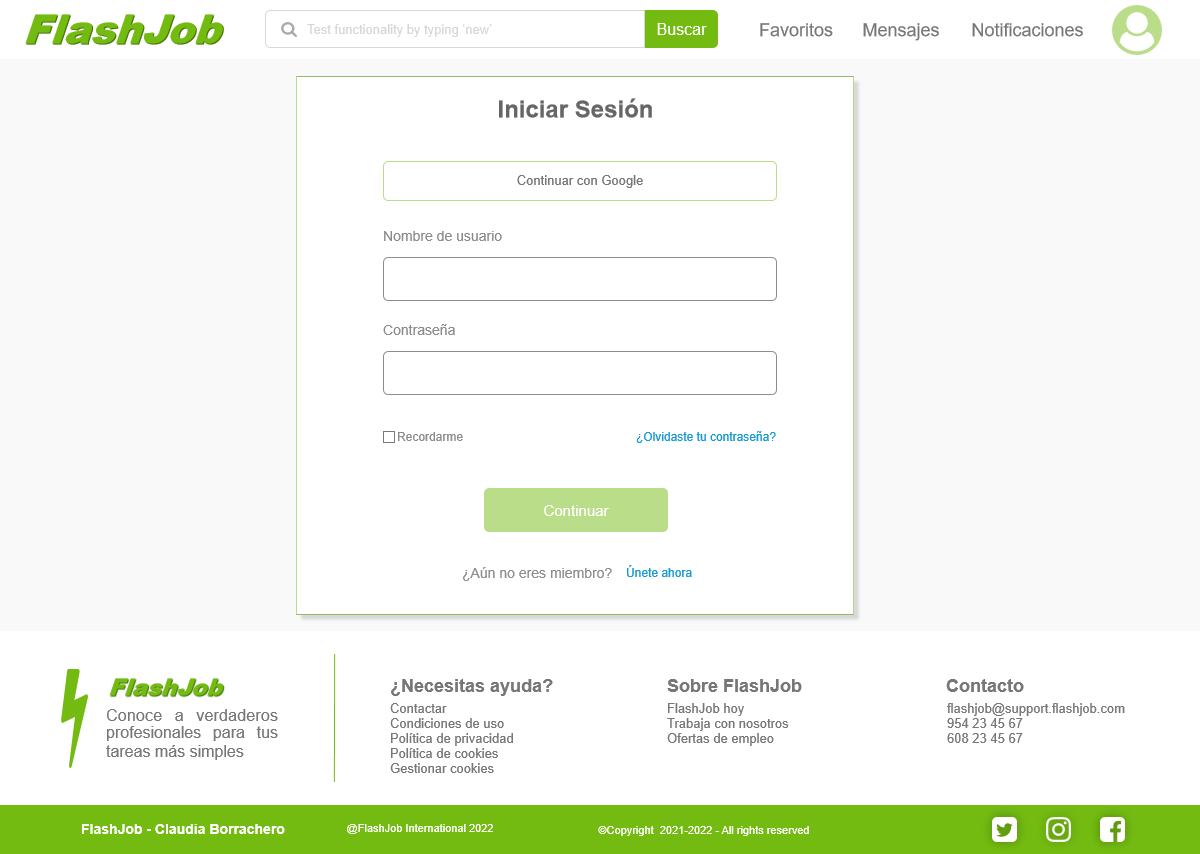 FlashJob
Test functionality by typing 'new'
Buscar
Favoritos
Mensajes
Notificaciones
Iniciar Sesión
Continuar con Google
Nombre de usuario
Contraseña
Recordarme
¿Olvidaste tu contraseña?
Continuar
¿Aún no eres miembro? Únete ahora
FlashJob
Conoce a verdaderos
profesionales para tus
tareas más simples
¿Necesitas ayuda?
Contactar
Condiciones de uso
Política de privacidad
Política de cookies
Gestionar cookies
Sobre FlashJob
FlashJob hoy
Trabaja con nosotros
Ofertas de empleo
Contacto
flashjob@support.flashjob.com
954 23 45 67
608 23 45 67
FlashJob - Claudia Borrachero
@FlashJob International 2022
©Copyright 2021-2022 - All rights reserved